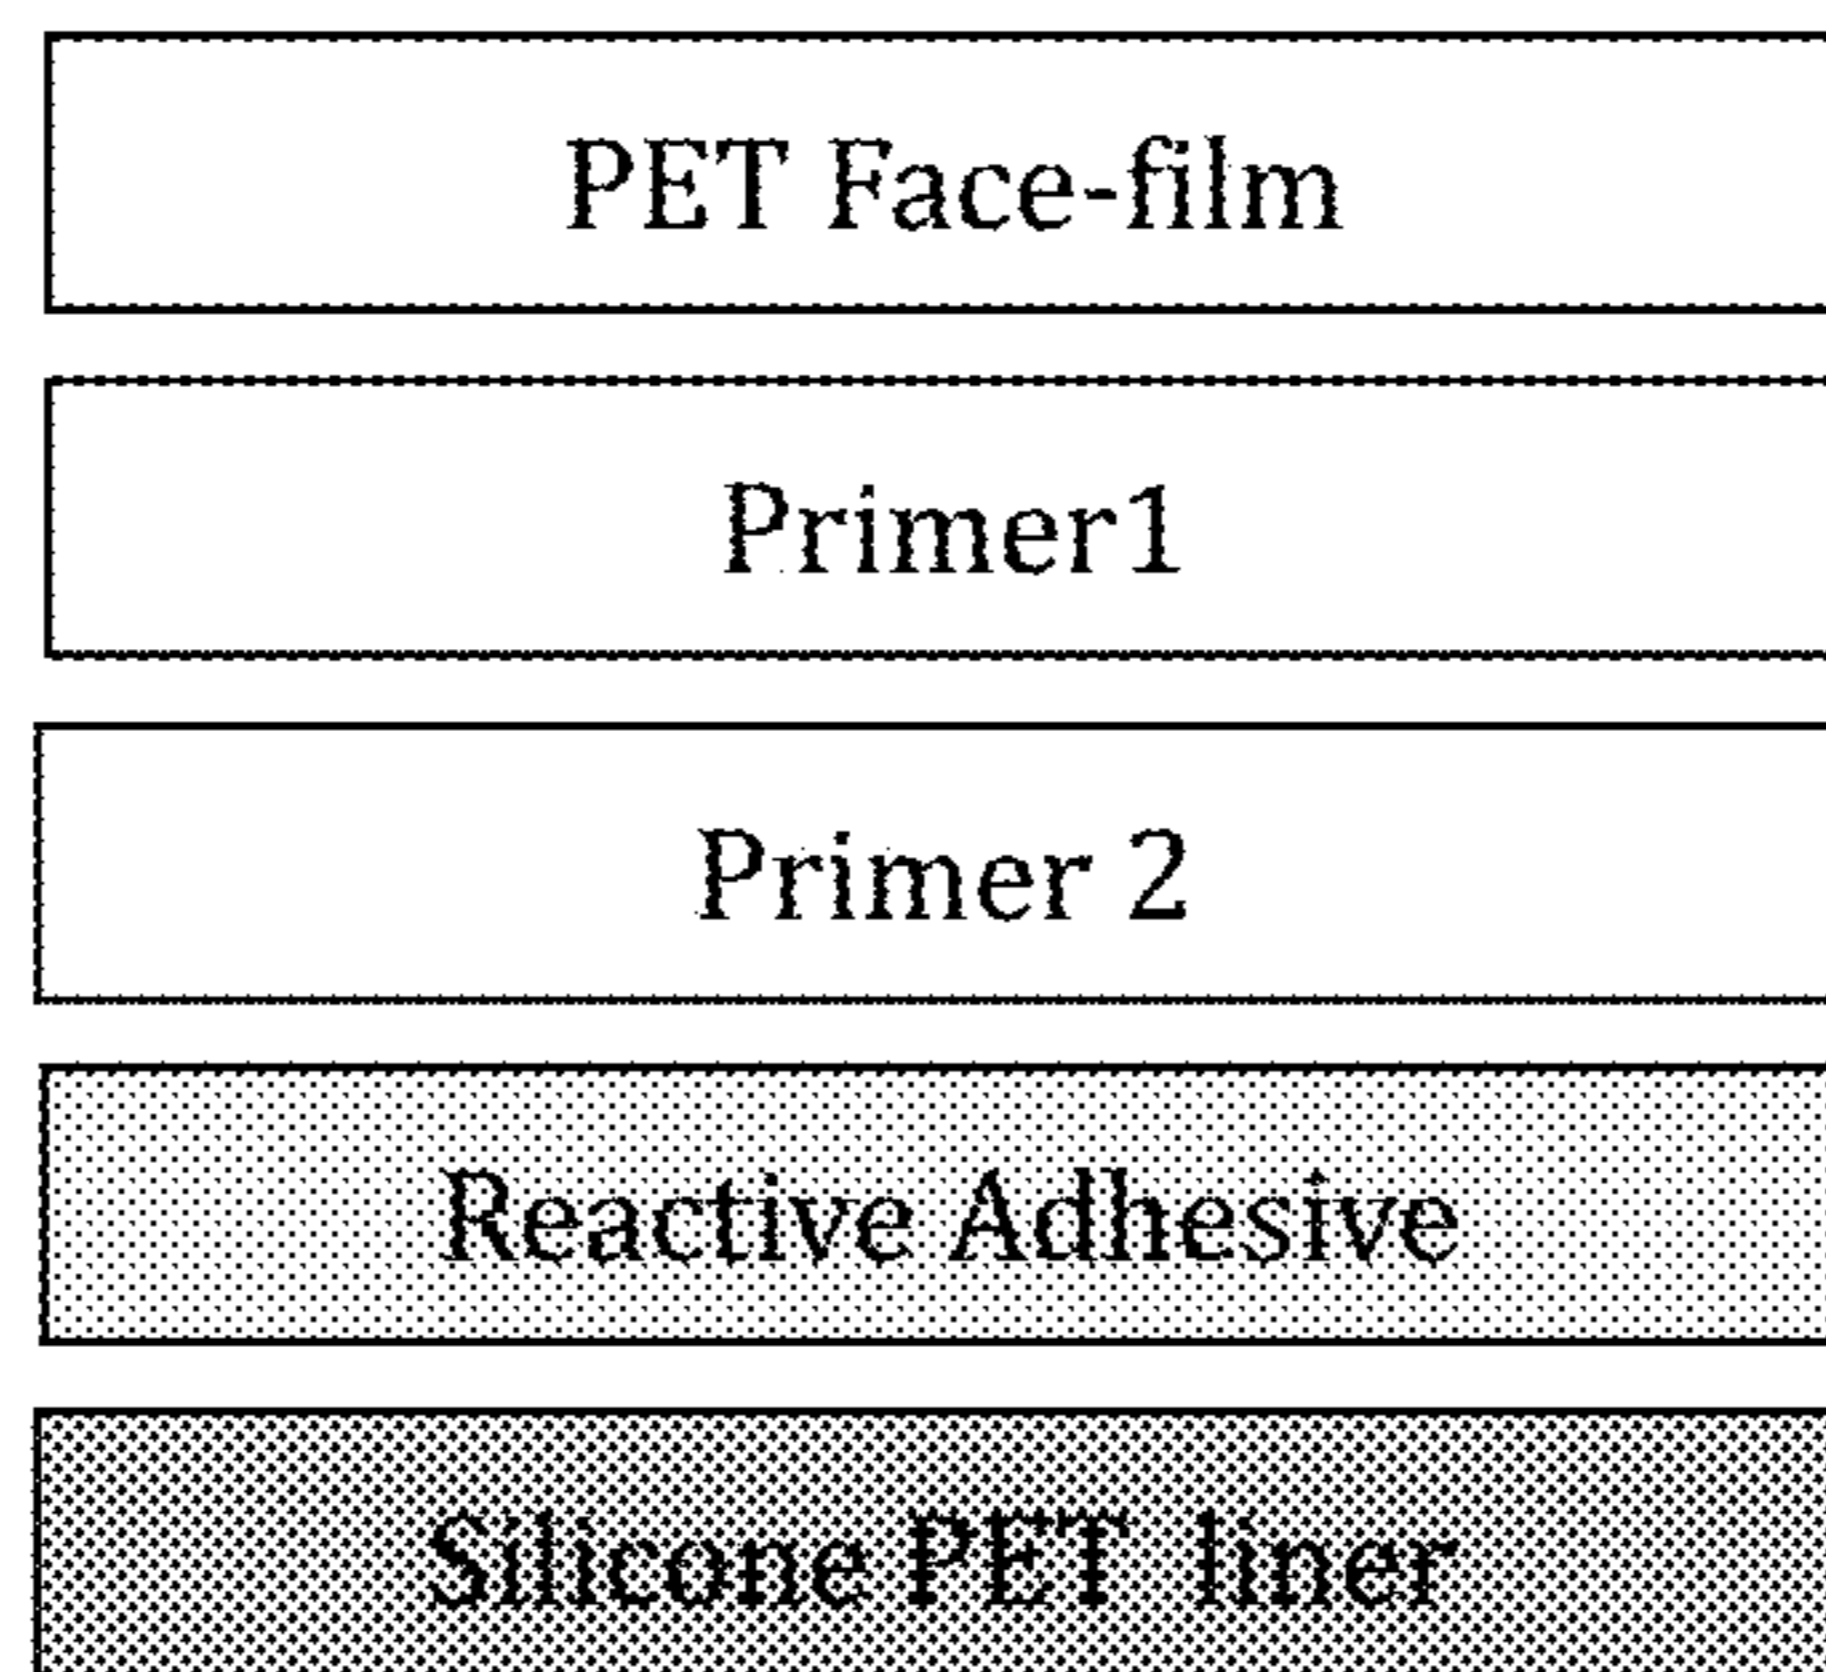 PET Face-film
Primer1
Primer 2
Reactive Adhesive
Silicone PET liner